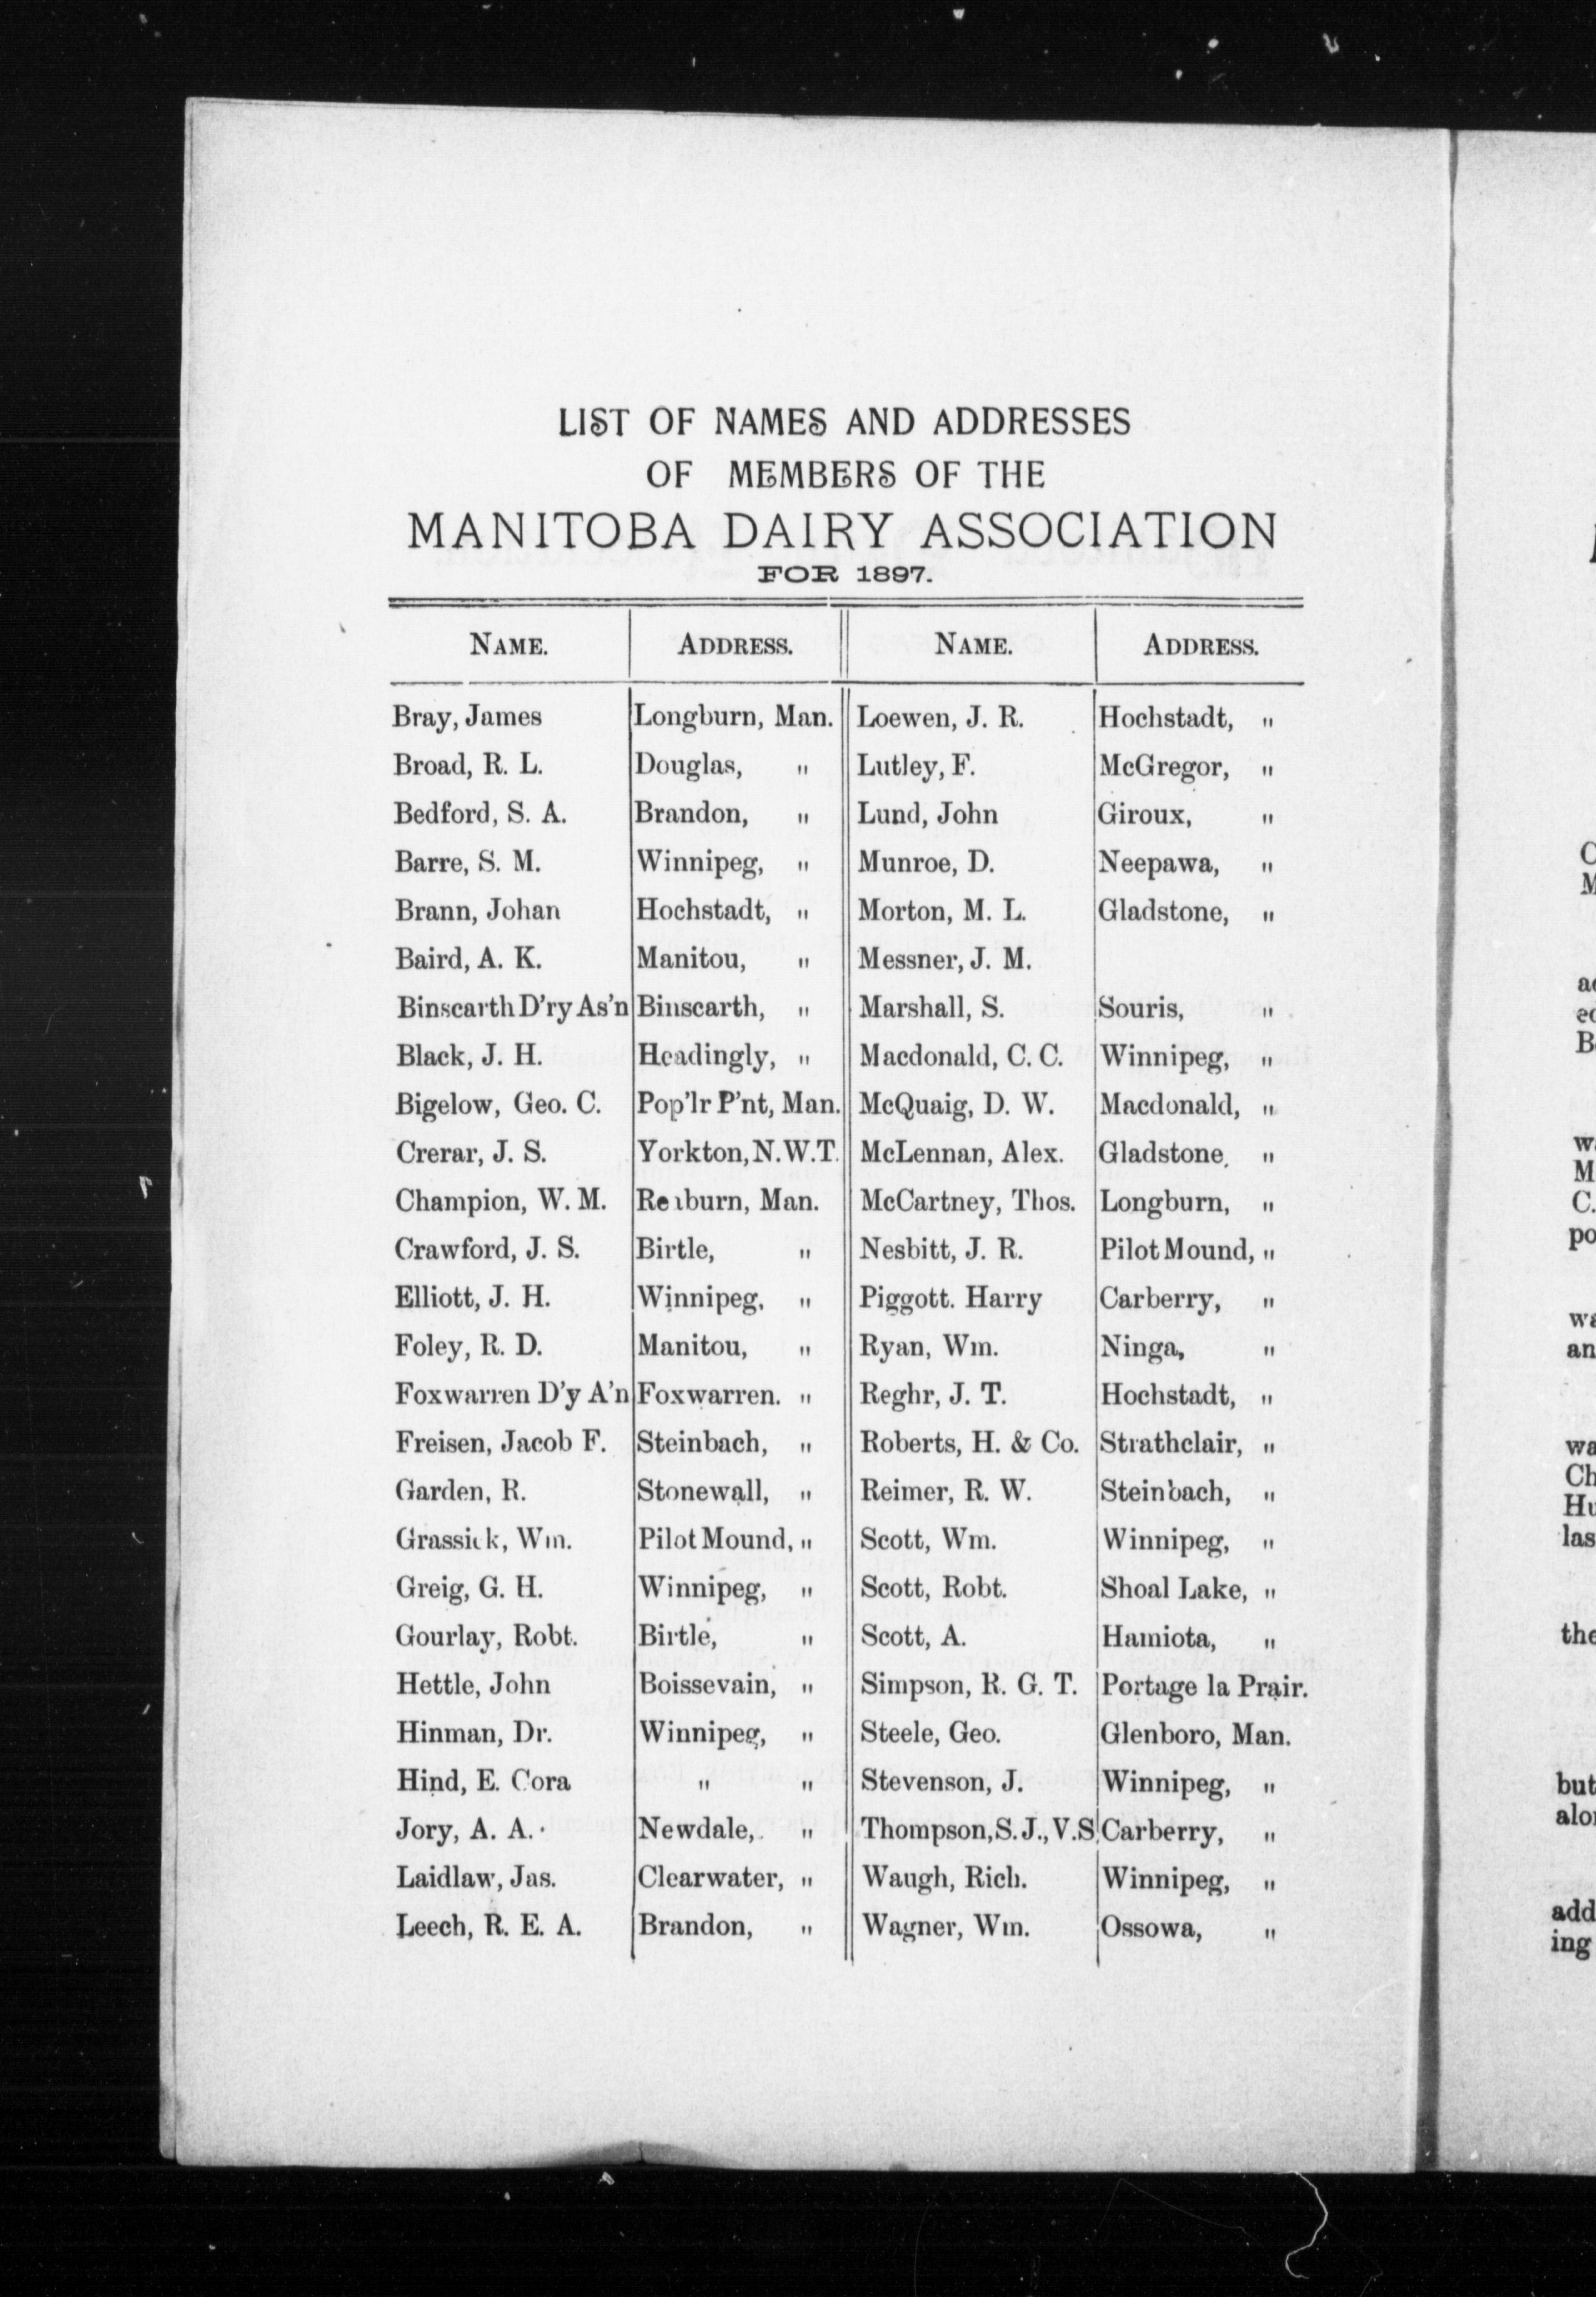 LIST OF NAMES AND ADDRESSES
OF MEMBERS OF THE
MANITOBA DAIRY ASSOCIATION
FOR 1897.
NAME. ADDRESS. NAME. ADDRESS.
Bray, James Longburn, Man. Loewen, J. R. Hochstadt, "
Broad, R. L. Douglas, " Lutley, F. McGregor, "
Bedford, S. A. Brandon, " Lund, John Giroux, "
Barre, S. M. Winnipeg, " Munroe, D. Neepawa, "
Brann, Johan Hochstadt, " Morton, M. L. Gladstone, "
Baird, A. K. Manitou, " Messner, J. M.
Binscarth D'ry As'n Binscarth, " Marshall, S. Souris, "
Black, J. H. Headingly, " Macdonald, C. C. Winnipeg, "
Bigelow, Geo. C. Pop'lr P'nt, Man. McQuaig, D. W. Macdonald, "
Crerar, J. S. Yorkton, N.W.T. McLennan, Alex. Gladstone, "
Champion, W. M. Man. McCartney, Thos. Longburn, "
Crawford, J. S. Birtle, " Nesbitt, J. R. Pilot Mound, "
Elliott, J. H. Winnipeg, " Piggott. Harry Carberry, "
Foley, R. D. Manitou, " Ryan, Wm. Ninga, "
Foxwarren D'y A'n Foxwarren. " Reghr, J. T. Hochstadt, "
Freisen, Jacob F. Steinbach, " Roberts, H. & Co. Strathclair, "
Garden, R. Stonewall, " Reimer, R. W. Steinbach, "
Grassick, Wm. Pilot Mound, " Scott, Wm. Winnipeg, "
Greig, G. H. Winnipeg, " Scott, Robt. Shoal Lake, "
Gourlay, Robt. Birtle, " Scott, A. Hamiota, "
Hettle, John Boissevain, " Simpson, R. G. T. Portage la Prair.
Hinman, Dr. Winnipeg, " Steele, Geo. Glenboro, Man.
Hind, E. Cora " " Stevenson, J. Winnipeg, "
Jory, A. A. Newdale, " Thompson, S. J., V.S. Carberry, "
Laidlaw, Jas. Clearwater, " Waugh, Rich. Winnipeg, "
Leech, R. E. A. Brandon, " Wagner, Wm. Ossowa, "